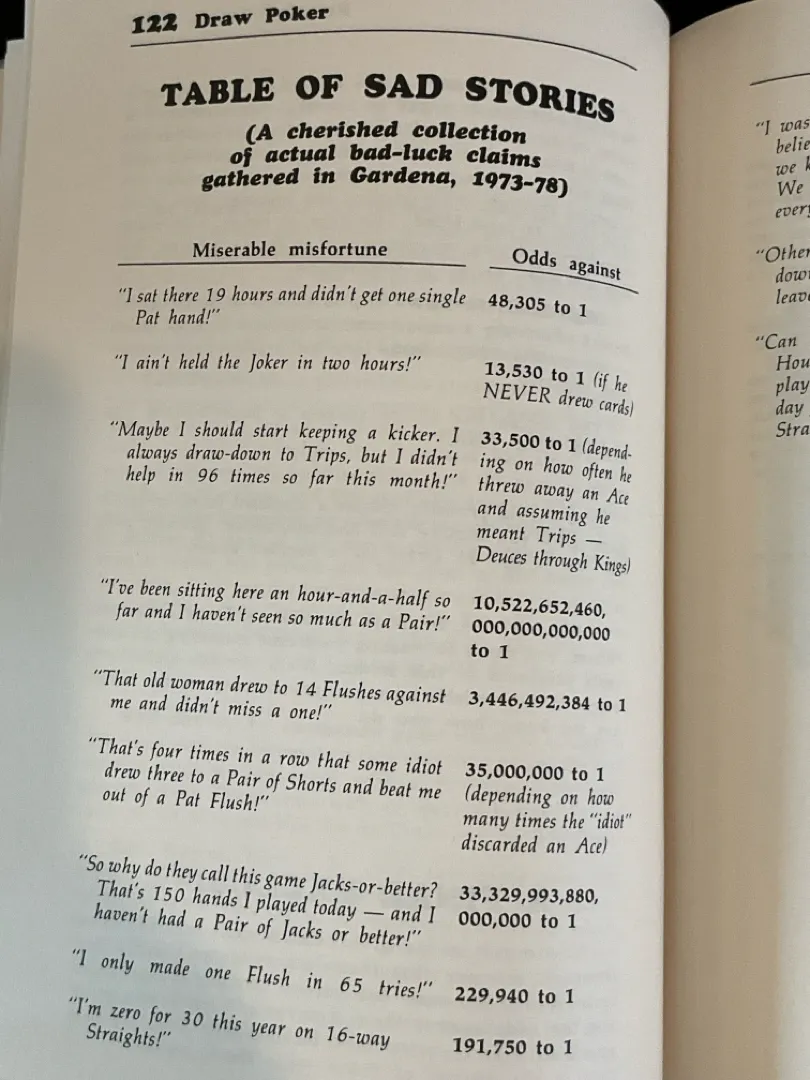 122 Draw Poker
TABLE OF SAD STORIES
(A cherished collection
of actual bad-luck claims
gathered in Gardena, 1973-78)
Miserable misfortune
Odds against
"I sat there 19 hours and didn't get one single
Pat hand!"
48,305 to 1
"I ain't held the Joker in two hours!"
13,530 to 1 (if he
NEVER drew cards)
"Maybe I should start keeping a kicker. I
always draw-down to Trips, but I didn't
help in 96 times so far this month!"
33,500 to 1 (depend-
ing on how often he
threw away an Ace
and assuming he
meant Trips —
Deuces through Kings)
"I've been sitting here an hour-and-a-half so
far and I haven't seen so much as a Pair!"
10,522,652,460,
000,000,000,000
to 1
"That old woman drew to 14 Flushes against
me and didn't miss a one!"
3,446,492,384 to 1
"That's four times in a row that some idiot
drew three to a Pair of Shorts and beat me
out of a Pat Flush!"
35,000,000 to 1
(depending on how
many times the "idiot"
discarded an Ace)
"So why do they call this game Jacks-or-better?
That's 150 hands I played today — and I
haven't had a Pair of Jacks or better!"
33,329,993,880,
000,000 to 1
"I only made one Flush in 65 tries!"
229,940 to 1
"I'm zero for 30 this year on 16-way
Straights!"
191,750 to 1
"I was
we
We
"Other
"Can